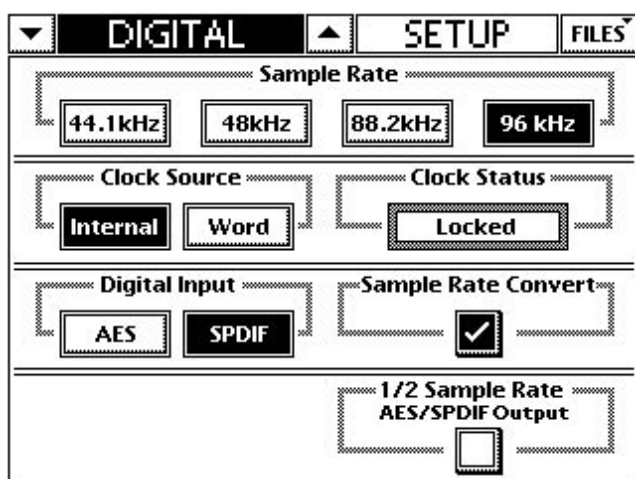 DIGITAL SETUP FILES
Sample Rate
44.1kHz 48kHz 88.2kHz 96 kHz
Clock Source Clock Status
Internal Word Locked
Digital Input Sample Rate Convert
AES SPDIF
1/2 Sample Rate
AES/SPDIF Output